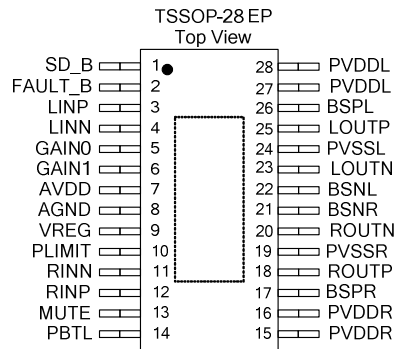 TSSOP-28 EP
Top View
SD_B 1 28 PVDDL
FAULT_B 2 27 PVDDL
LINP 3 26 BSPL
LINN 4 25 LOUTP
GAIN0 5 24 PVSSL
GAIN1 6 23 LOUTN
AVDD 7 22 BSNL
AGND 8 21 BSNR
VREG 9 20 ROUTN
PLIMIT 10 19 PVSSR
RINN 11 18 ROUTP
RINP 12 17 BSPR
MUTE 13 16 PVDDR
PBTL 14 15 PVDDR